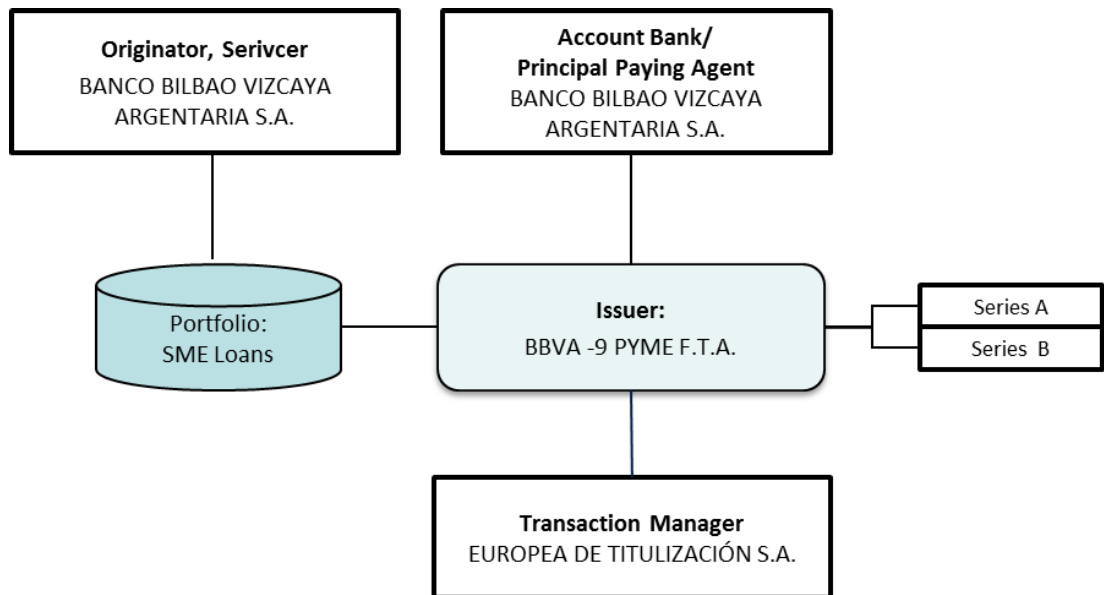 Originator, Serivcer
BANCO BILBAO VIZCAYA
ARGENTARIA S.A.
Account Bank/
Principal Paying Agent
BANCO BILBAO VIZCAYA
ARGENTARIA S.A.
Portfolio:
SME Loans
Issuer:
BBVA -9 PYME F.T.A.
Series A
Series B
Transaction Manager
EUROPEA DE TITULIZACIÓN S.A.